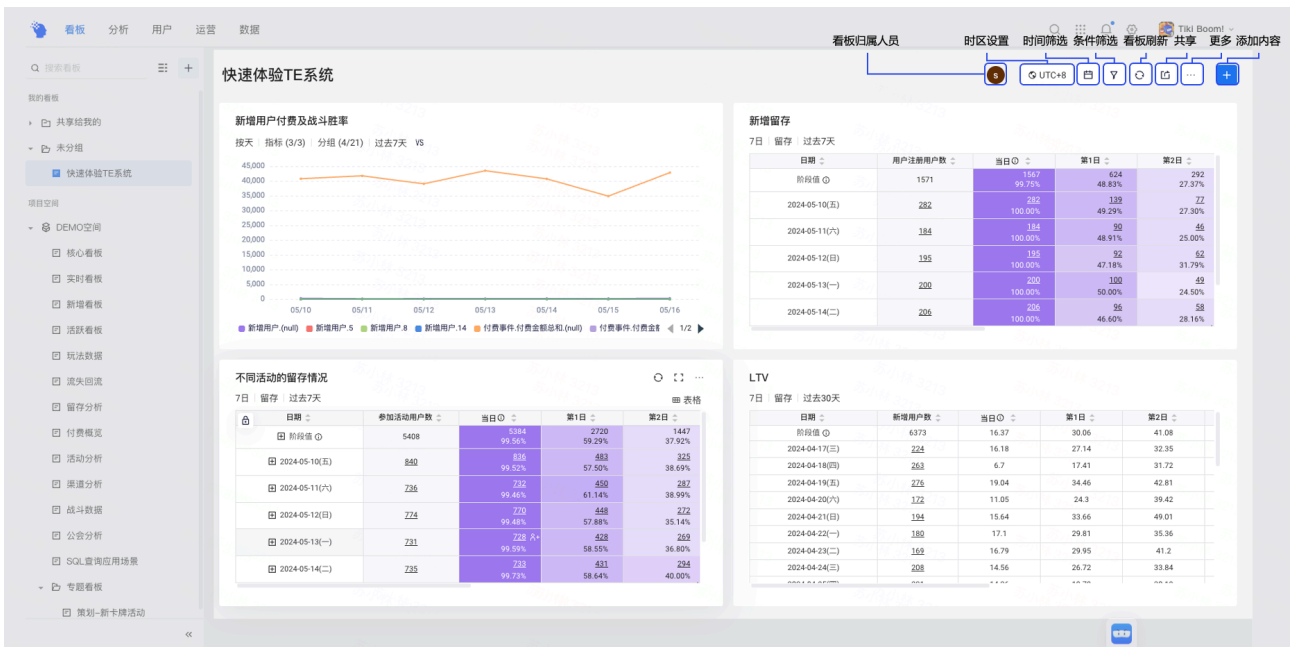 看板 分析 用户 运营 数据
Tiki Boom!
看板归属人员 时区设置 时间筛选 条件筛选 看板刷新 共享 更多 添加内容
搜索看板
我的看板
共享给我的
未分组
快速体验TE系统
项目空间
DEMO空间
核心看板
实时看板
新增看板
活跃看板
玩法数据
流失回流
留存分析
付费概览
活动分析
渠道分析
战斗数据
公会分析
SQL查询应用场景
专题看板
策划-新卡牌活动
快速体验TE系统
s UTC+8
新增用户付费及战斗胜率
按天 指标 (3/3) 分组 (4/21) 过去7天 VS
45,000
40,000
35,000
30,000
25,000
20,000
15,000
10,000
5,000
0
05/10 05/11 05/12 05/13 05/14 05/15 05/16
新增用户.(null) 新增用户.5 新增用户.8 新增用户.14 付费事件.付费金额总和.(null) 付费事件.付费金额 1/2
新增留存
7日 留存 过去7天
日期 用户注册用户数 当日 第1日 第2日
阶段值 1571 1567 624 292
99.75% 48.83% 27.37%
2024-05-10(五) 282 282 139 77
100.00% 49.29% 27.30%
2024-05-11(六) 184 184 90 46
100.00% 48.91% 25.00%
2024-05-12(日) 195 195 92 62
100.00% 47.18% 31.79%
2024-05-13(一) 200 200 100 49
100.00% 50.00% 24.50%
2024-05-14(二) 206 206 96 58
100.00% 46.60% 28.16%
不同活动的留存情况
7日 留存 过去7天 表格
日期 参加活动用户数 当日 第1日 第2日
阶段值 5408 5384 2720 1447
99.56% 59.29% 37.92%
2024-05-10(五) 840 836 483 325
99.52% 57.50% 38.69%
2024-05-11(六) 736 732 450 287
99.46% 61.14% 38.99%
2024-05-12(日) 774 770 448 272
99.48% 57.88% 35.14%
2024-05-13(一) 731 728 428 269
99.59% 58.55% 36.80%
2024-05-14(二) 735 733 431 294
99.73% 58.64% 40.00%
LTV
7日 留存 过去30天
日期 新增用户数 当日 第1日 第2日
阶段值 6373 16.37 30.06 41.08
2024-04-17(三) 224 16.18 27.14 32.35
2024-04-18(四) 263 6.7 17.41 31.72
2024-04-19(五) 276 19.04 34.46 42.81
2024-04-20(六) 172 11.05 24.3 39.42
2024-04-21(日) 194 15.64 33.66 49.01
2024-04-22(一) 180 17.1 29.81 35.36
2024-04-23(二) 169 16.79 29.95 41.2
2024-04-24(三) 208 14.56 26.72 33.84